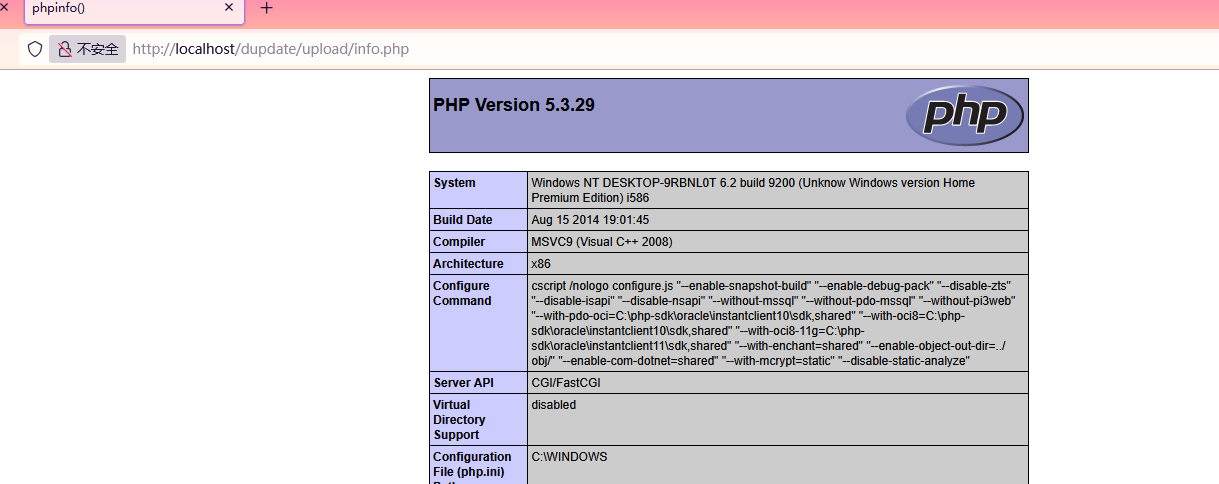 phpinfo()
不安全 http://localhost/dupdate/upload/info.php
PHP Version 5.3.29
php
System
Windows NT DESKTOP-9RBNL0T 6.2 build 9200 (Unknow Windows version Home
Premium Edition) i586
Build Date
Aug 15 2014 19:01:45
Compiler
MSVC9 (Visual C++ 2008)
Architecture
x86
Configure
Command
cscript /nologo configure.js "--enable-snapshot-build" "--enable-debug-pack" "--disable-zts"
"--disable-isapi" "--disable-nsapi" "--without-mssql" "--without-pdo-mssql" "--without-pi3web"
"--with-pdo-oci=C:\php-sdk\oracle\instantclient10\sdk,shared" "--with-oci8=C:\php-
sdk\oracle\instantclient10\sdk,shared" "--with-oci8-11g=C:\php-
sdk\oracle\instantclient11\sdk,shared" "--with-enchant=shared" "--enable-object-out-dir=../
obj/" "--enable-com-dotnet=shared" "--with-mcrypt=static" "--disable-static-analyze"
Server API
CGI/FastCGI
Virtual
Directory
Support
disabled
Configuration
File (php.ini)
C:\WINDOWS